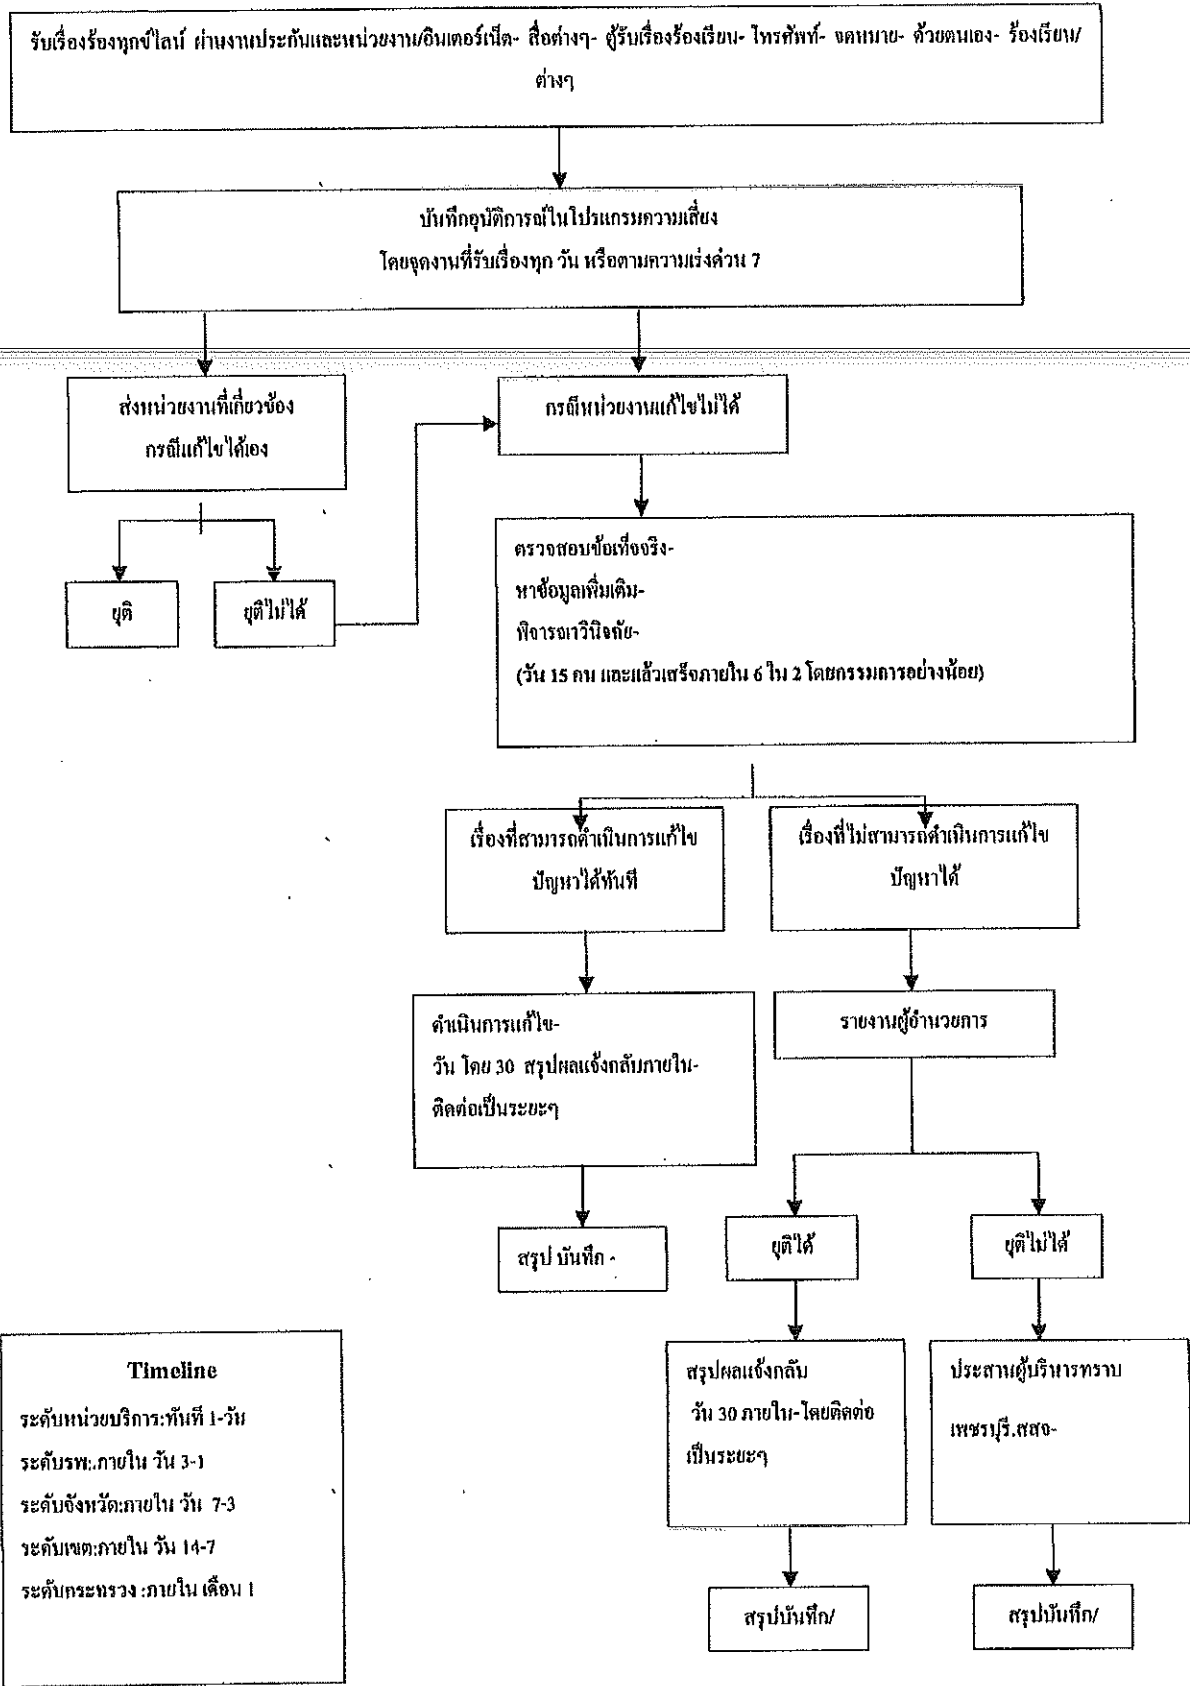 รับเรื่องร้องทุกข์ไลน์ ผ่านงานประกันและหน่วยงาน/อินเตอร์เน็ต- สื่อต่างๆ- ตู้รับเรื่องร้องเรียน- โทรศัพท์- จดหมาย- ด้วยตนเอง- ร้องเรียน/
ต่างๆ
บันทึกอุบัติการณ์ในโปรแกรมความเสี่ยง
โดยจุดงานที่รับเรื่องทุก วัน หรือตามความเร่งด่วน 7
ส่งหน่วยงานที่เกี่ยวข้อง
กรณีแก้ไขได้เอง
กรณีหน่วยงานแก้ไขไม่ได้
ยุติ
ยุติไม่ได้
ตรวจสอบข้อเท็จจริง-
หาข้อมูลเพิ่มเติม-
พิจารณาวินิจฉัย-
(วัน 15 คน และแล้วเสร็จภายใน 6 ใน 2 โดยกรรมการอย่างน้อย)
เรื่องที่สามารถดำเนินการแก้ไข
ปัญหาได้ทันที
เรื่องที่ไม่สามารถดำเนินการแก้ไข
ปัญหาได้
ดำเนินการแก้ไข-
วัน โดย 30 สรุปผลแจ้งกลับภายใน-
ติดต่อเป็นระยะๆ
รายงานผู้อำนวยการ
สรุป บันทึก -
ยุติได้
ยุติไม่ได้
สรุปผลแจ้งกลับ
วัน 30 ภายใน-โดยติดต่อ
เป็นระยะๆ
ประสานผู้บริหารทราบ
เพชรบุรี.สสจ-
สรุปบันทึก/
สรุปบันทึก/
Timeline
ระดับหน่วยบริการ:ทันที 1-วัน
ระดับรพ:.ภายใน วัน 3-1
ระดับจังหวัด:ภายใน วัน 7-3
ระดับเขต:ภายใน วัน 14-7
ระดับกระทรวง :ภายใน เดือน 1